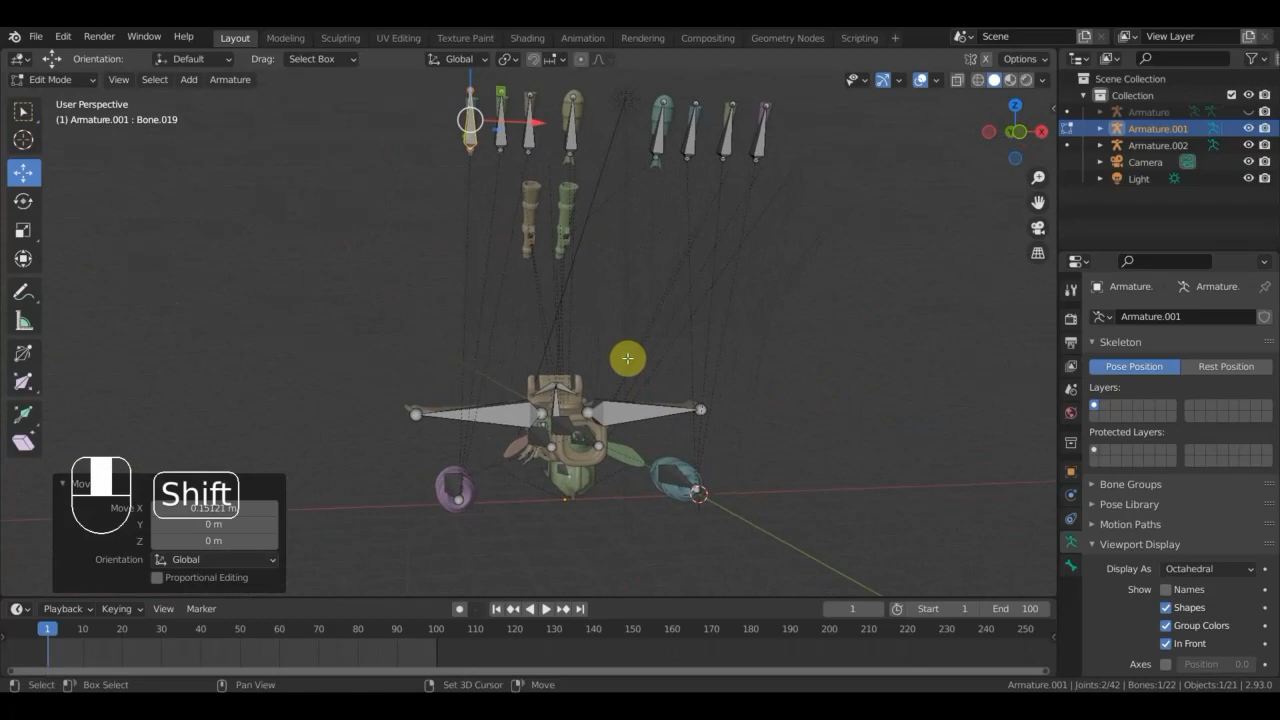 File Edit Render Window Help Layout Modeling Sculpting UV Editing Texture Paint Shading Animation Rendering Compositing Geometry Nodes Scripting + Scene View Layer
Orientation: Default Drag: Select Box Global X Options
Edit Mode View Select Add Armature
User Perspective
(1) Armature.001 : Bone.019
Z
X
Y
Scene Collection
Collection
Armature
Armature.001
Armature.002
Camera
Light
Armature. Armature.
Armature.001
Skeleton
Pose Position Rest Position
Layers:
Protected Layers:
Bone Groups
Pose Library
Motion Paths
Viewport Display
Display As Octahedral
Show Names
Shapes
Group Colors
In Front
Axes Position 0.0
Shift
Move X 0.15121 m
Y 0 m
Z 0 m
Orientation Global
Proportional Editing
Playback Keying View Marker 1 Start 1 End 100
1 10 20 30 40 50 60 70 80 90 100 110 120 130 140 150 160 170 180 190 200 210 220 230 240 250
Select Box Select Pan View Set 3D Cursor Move Armature.001 | Joints:2/42 | Bones:1/22 | Objects:1/21 | 2.93.0